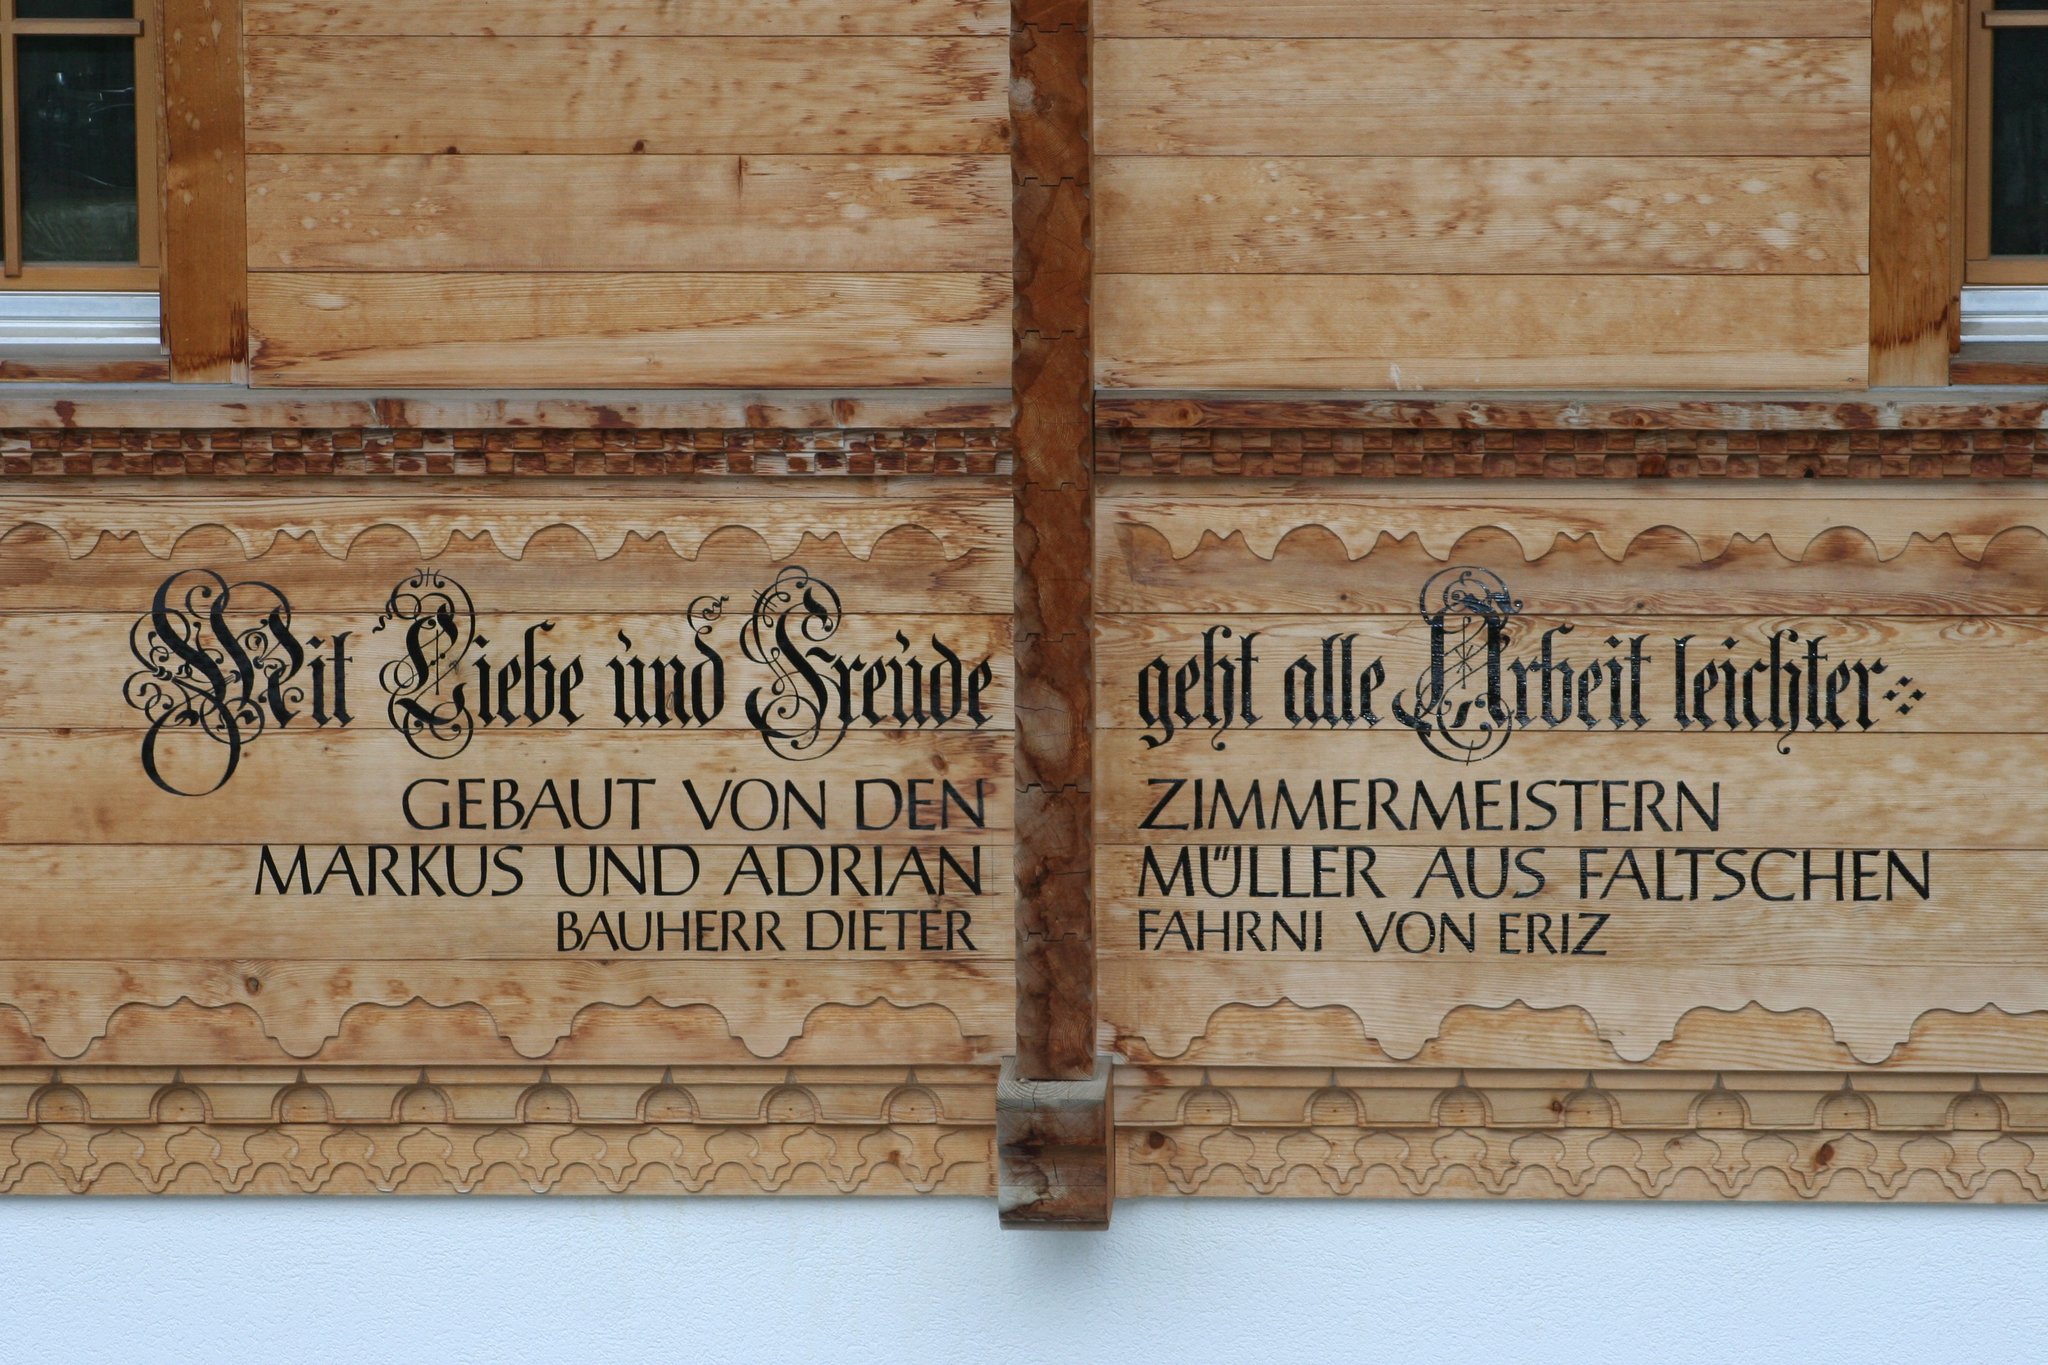 Mit Liebe und Freude geht alle Arbeit leichter
GEBAUT VON DEN ZIMMERMEISTERN
MARKUS UND ADRIAN MÜLLER AUS FALTSCHEN
BAUHERR DIETER FAHRNI VON ERIZ